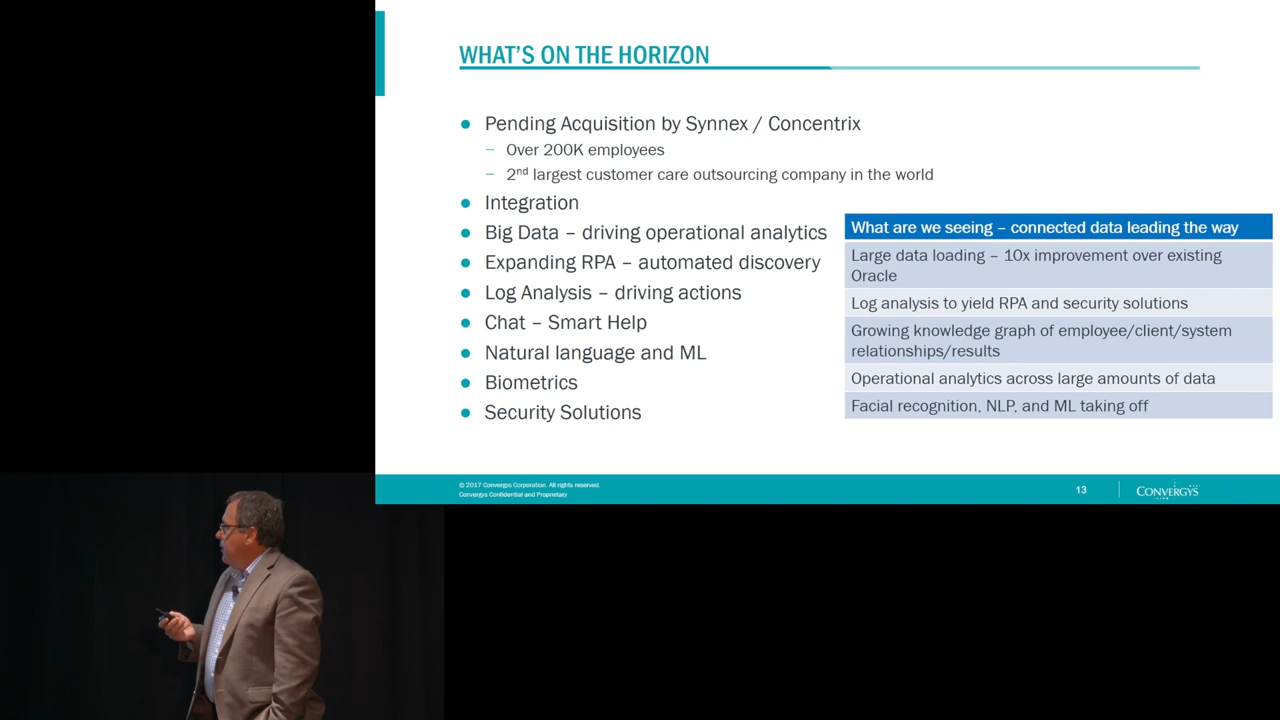 WHAT'S ON THE HORIZON
● Pending Acquisition by Synnex / Concentrix
– Over 200K employees
– 2nd largest customer care outsourcing company in the world
● Integration
● Big Data – driving operational analytics
● Expanding RPA – automated discovery
● Log Analysis – driving actions
● Chat – Smart Help
● Natural language and ML
● Biometrics
● Security Solutions
What are we seeing – connected data leading the way
Large data loading – 10x improvement over existing
Oracle
Log analysis to yield RPA and security solutions
Growing knowledge graph of employee/client/system
relationships/results
Operational analytics across large amounts of data
Facial recognition, NLP, and ML taking off
© 2017 Convergys Corporation. All rights reserved.
Convergys Confidential and Proprietary
13
CONVERGYS